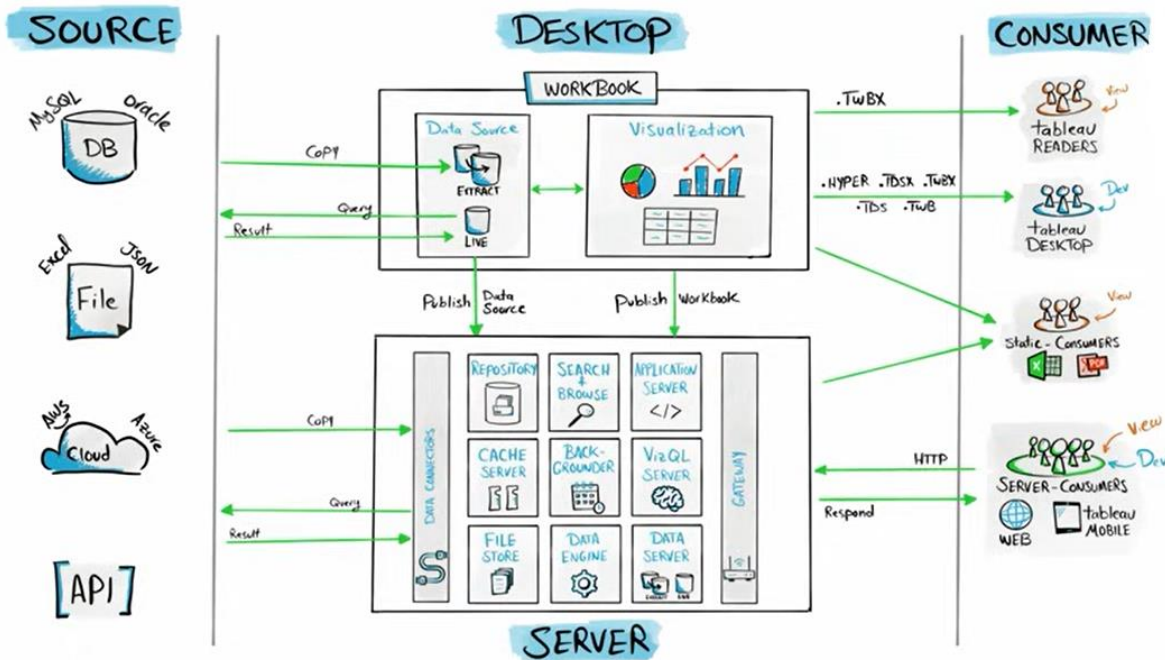 SOURCE
DESKTOP
CONSUMER
MySQL
Oracle
DB
Excel
JSON
File
AWS
Azure
Cloud
[API]
WORKBOOK
Data Source
EXTRACT
LIVE
Visualization
COPY
Query
Result
Publish Data
Source
Publish Workbook
.TWBX
.HYPER .TDSX .TWBX
.TDS .TWB
View
tableau
READERS
Dev
tableau
DESKTOP
View
Static-Consumers
X
PDF
COPY
Query
Result
DATA CONNECTORS
REPOSITORY
SEARCH
+
BROWSE
APPLICATION
SERVER
</>
CACHE
SERVER
BACK-
GROUNDER
VizQL
SERVER
FILE
STORE
DATA
ENGINE
DATA
SERVER
EXTRACT
LIVE
GATEWAY
HTTP
Respond
View
Dev
SERVER-CONSUMERS
WEB
tableau
MOBILE
SERVER